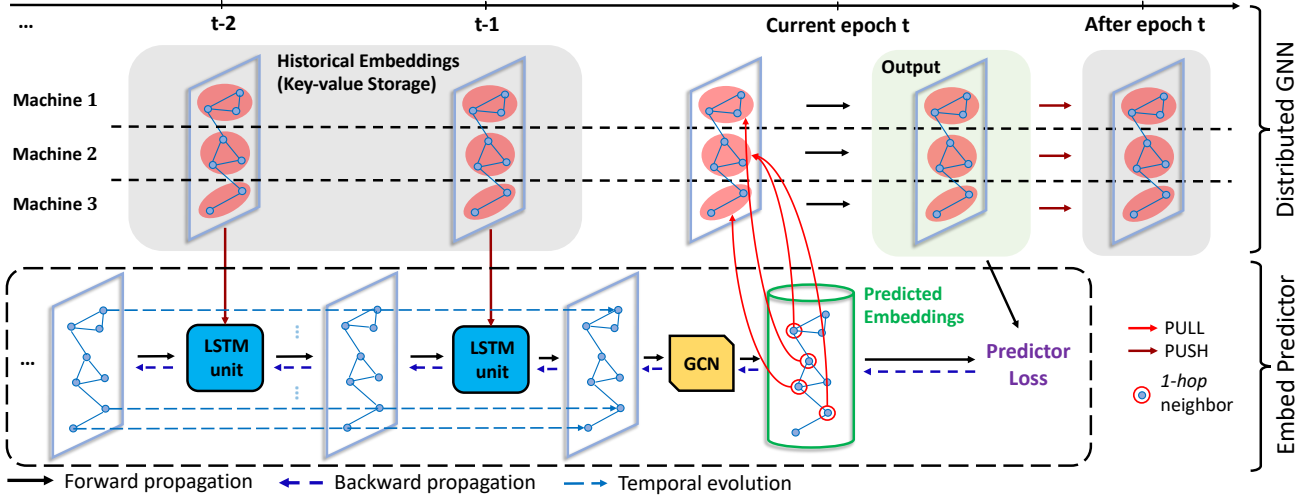 ...
t-2
t-1
Current epoch t
After epoch t
Historical Embeddings
(Key-value Storage)
Output
Machine 1
Machine 2
Machine 3
Distributed GNN
Predicted
Embeddings
...
LSTM
unit
LSTM
unit
GCN
Predictor
Loss
PULL
PUSH
1-hop
neighbor
Embed Predictor
Forward propagation
Backward propagation
Temporal evolution